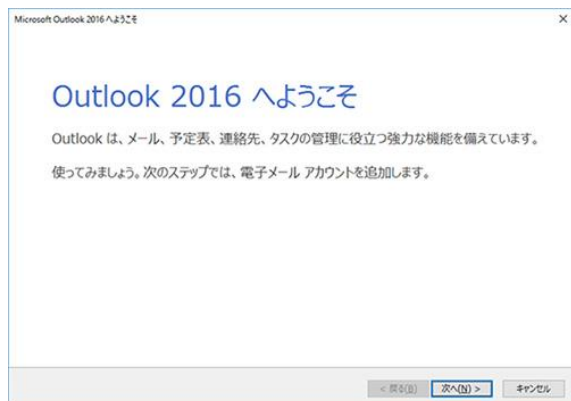 Microsoft Outlook 2016 へようこそ
Outlook 2016 へようこそ
Outlook は、メール、予定表、連絡先、タスクの管理に役立つ強力な機能を備えています。
使ってみましょう。次のステップでは、電子メール アカウントを追加します。
< 戻る(B) 次へ(N) > キャンセル